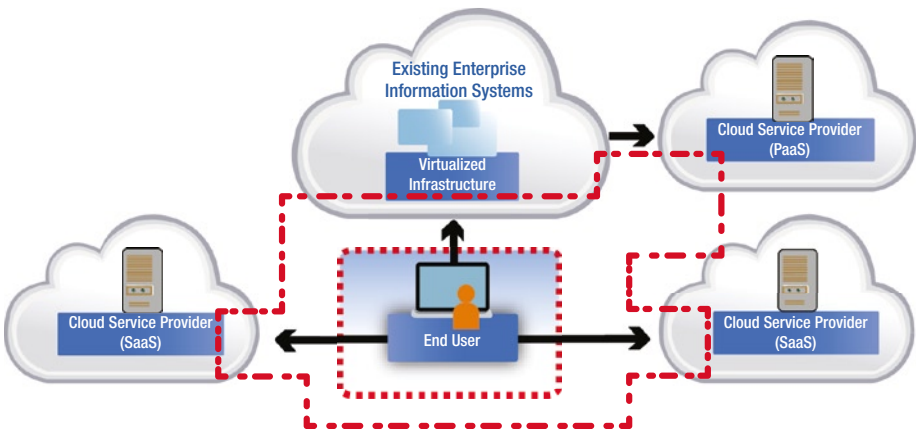 Existing Enterprise
Information Systems
Virtualized
Infrastructure
Cloud Service Provider
(PaaS)
Cloud Service Provider
(SaaS)
End User
Cloud Service Provider
(SaaS)